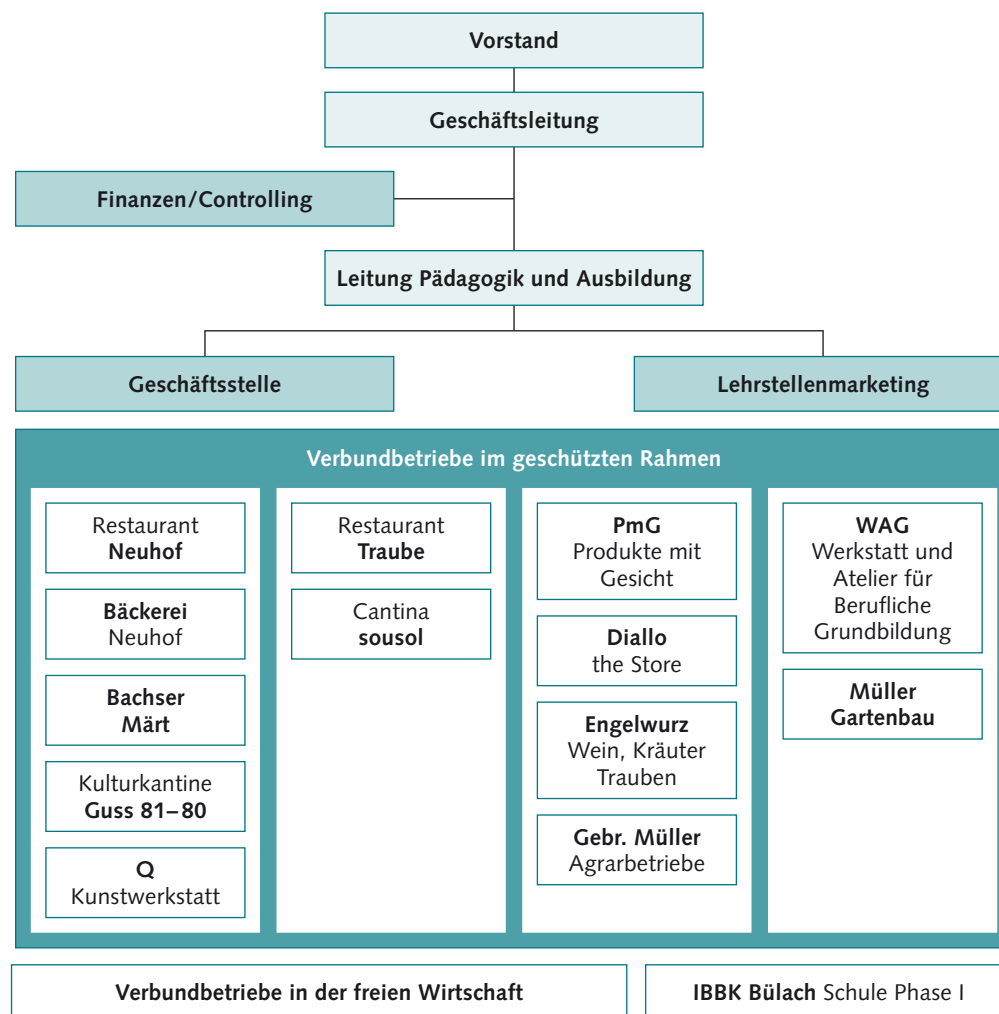 Vorstand
Geschäftsleitung
Finanzen/Controlling
Leitung Pädagogik und Ausbildung
Geschäftsstelle
Lehrstellenmarketing
Verbundbetriebe im geschützten Rahmen
Restaurant
Neuhof
Bäckerei
Neuhof
Bachser
Märt
Kulturkantine
Guss 81–80
Q
Kunstwerkstatt
Restaurant
Traube
Cantina
sousol
PmG
Produkte mit
Gesicht
Diallo
the Store
Engelwurz
Wein, Kräuter
Trauben
Gebr. Müller
Agrarbetriebe
WAG
Werkstatt und
Atelier für
Berufliche
Grundbildung
Müller
Gartenbau
Verbundbetriebe in der freien Wirtschaft
IBBK Bülach Schule Phase I